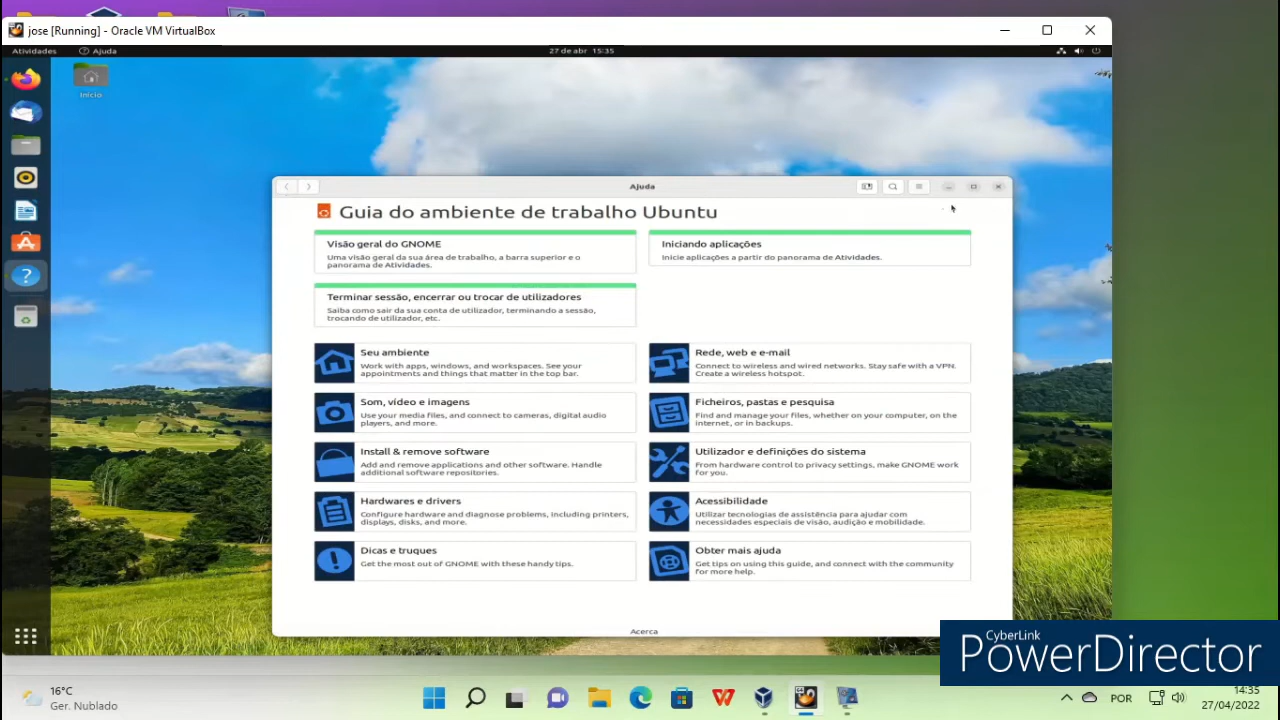 jose [Running] - Oracle VM VirtualBox
Atividades
Ajuda
27 de abr 15:35
Início
Ajuda
Guia do ambiente de trabalho Ubuntu
Visão geral do GNOME
Uma visão geral da sua área de trabalho, a barra superior e o
panorama de Atividades.
Iniciando aplicações
Inicie aplicações a partir do panorama de Atividades.
Terminar sessão, encerrar ou trocar de utilizadores
Saiba como sair da sua conta de utilizador, terminando a sessão,
trocando de utilizador, etc.
Seu ambiente
Work with apps, windows, and workspaces. See your
appointments and things that matter in the top bar.
Rede, web e e-mail
Connect to wireless and wired networks. Stay safe with a VPN.
Create a wireless hotspot.
Som, vídeo e imagens
Use your media files, and connect to cameras, digital audio
players, and more.
Ficheiros, pastas e pesquisa
Find and manage your files, whether on your computer, on the
internet, or in backups.
Install & remove software
Add and remove applications and other software. Handle
additional software repositories.
Utilizador e definições do sistema
From hardware control to privacy settings, make GNOME work
for you.
Hardwares e drivers
Configure hardware and diagnose problems, including printers,
displays, disks, and more.
Acessibilidade
Utilizar tecnologias de assistência para ajudar com
necessidades especiais de visão, audição e mobilidade.
Dicas e truques
Get the most out of GNOME with these handy tips.
Obter mais ajuda
Get tips on using this guide, and connect with the community
for more help.
Acerca
CyberLink
PowerDirector
16°C
Ger. Nublado
POR
14:35
27/04/2022